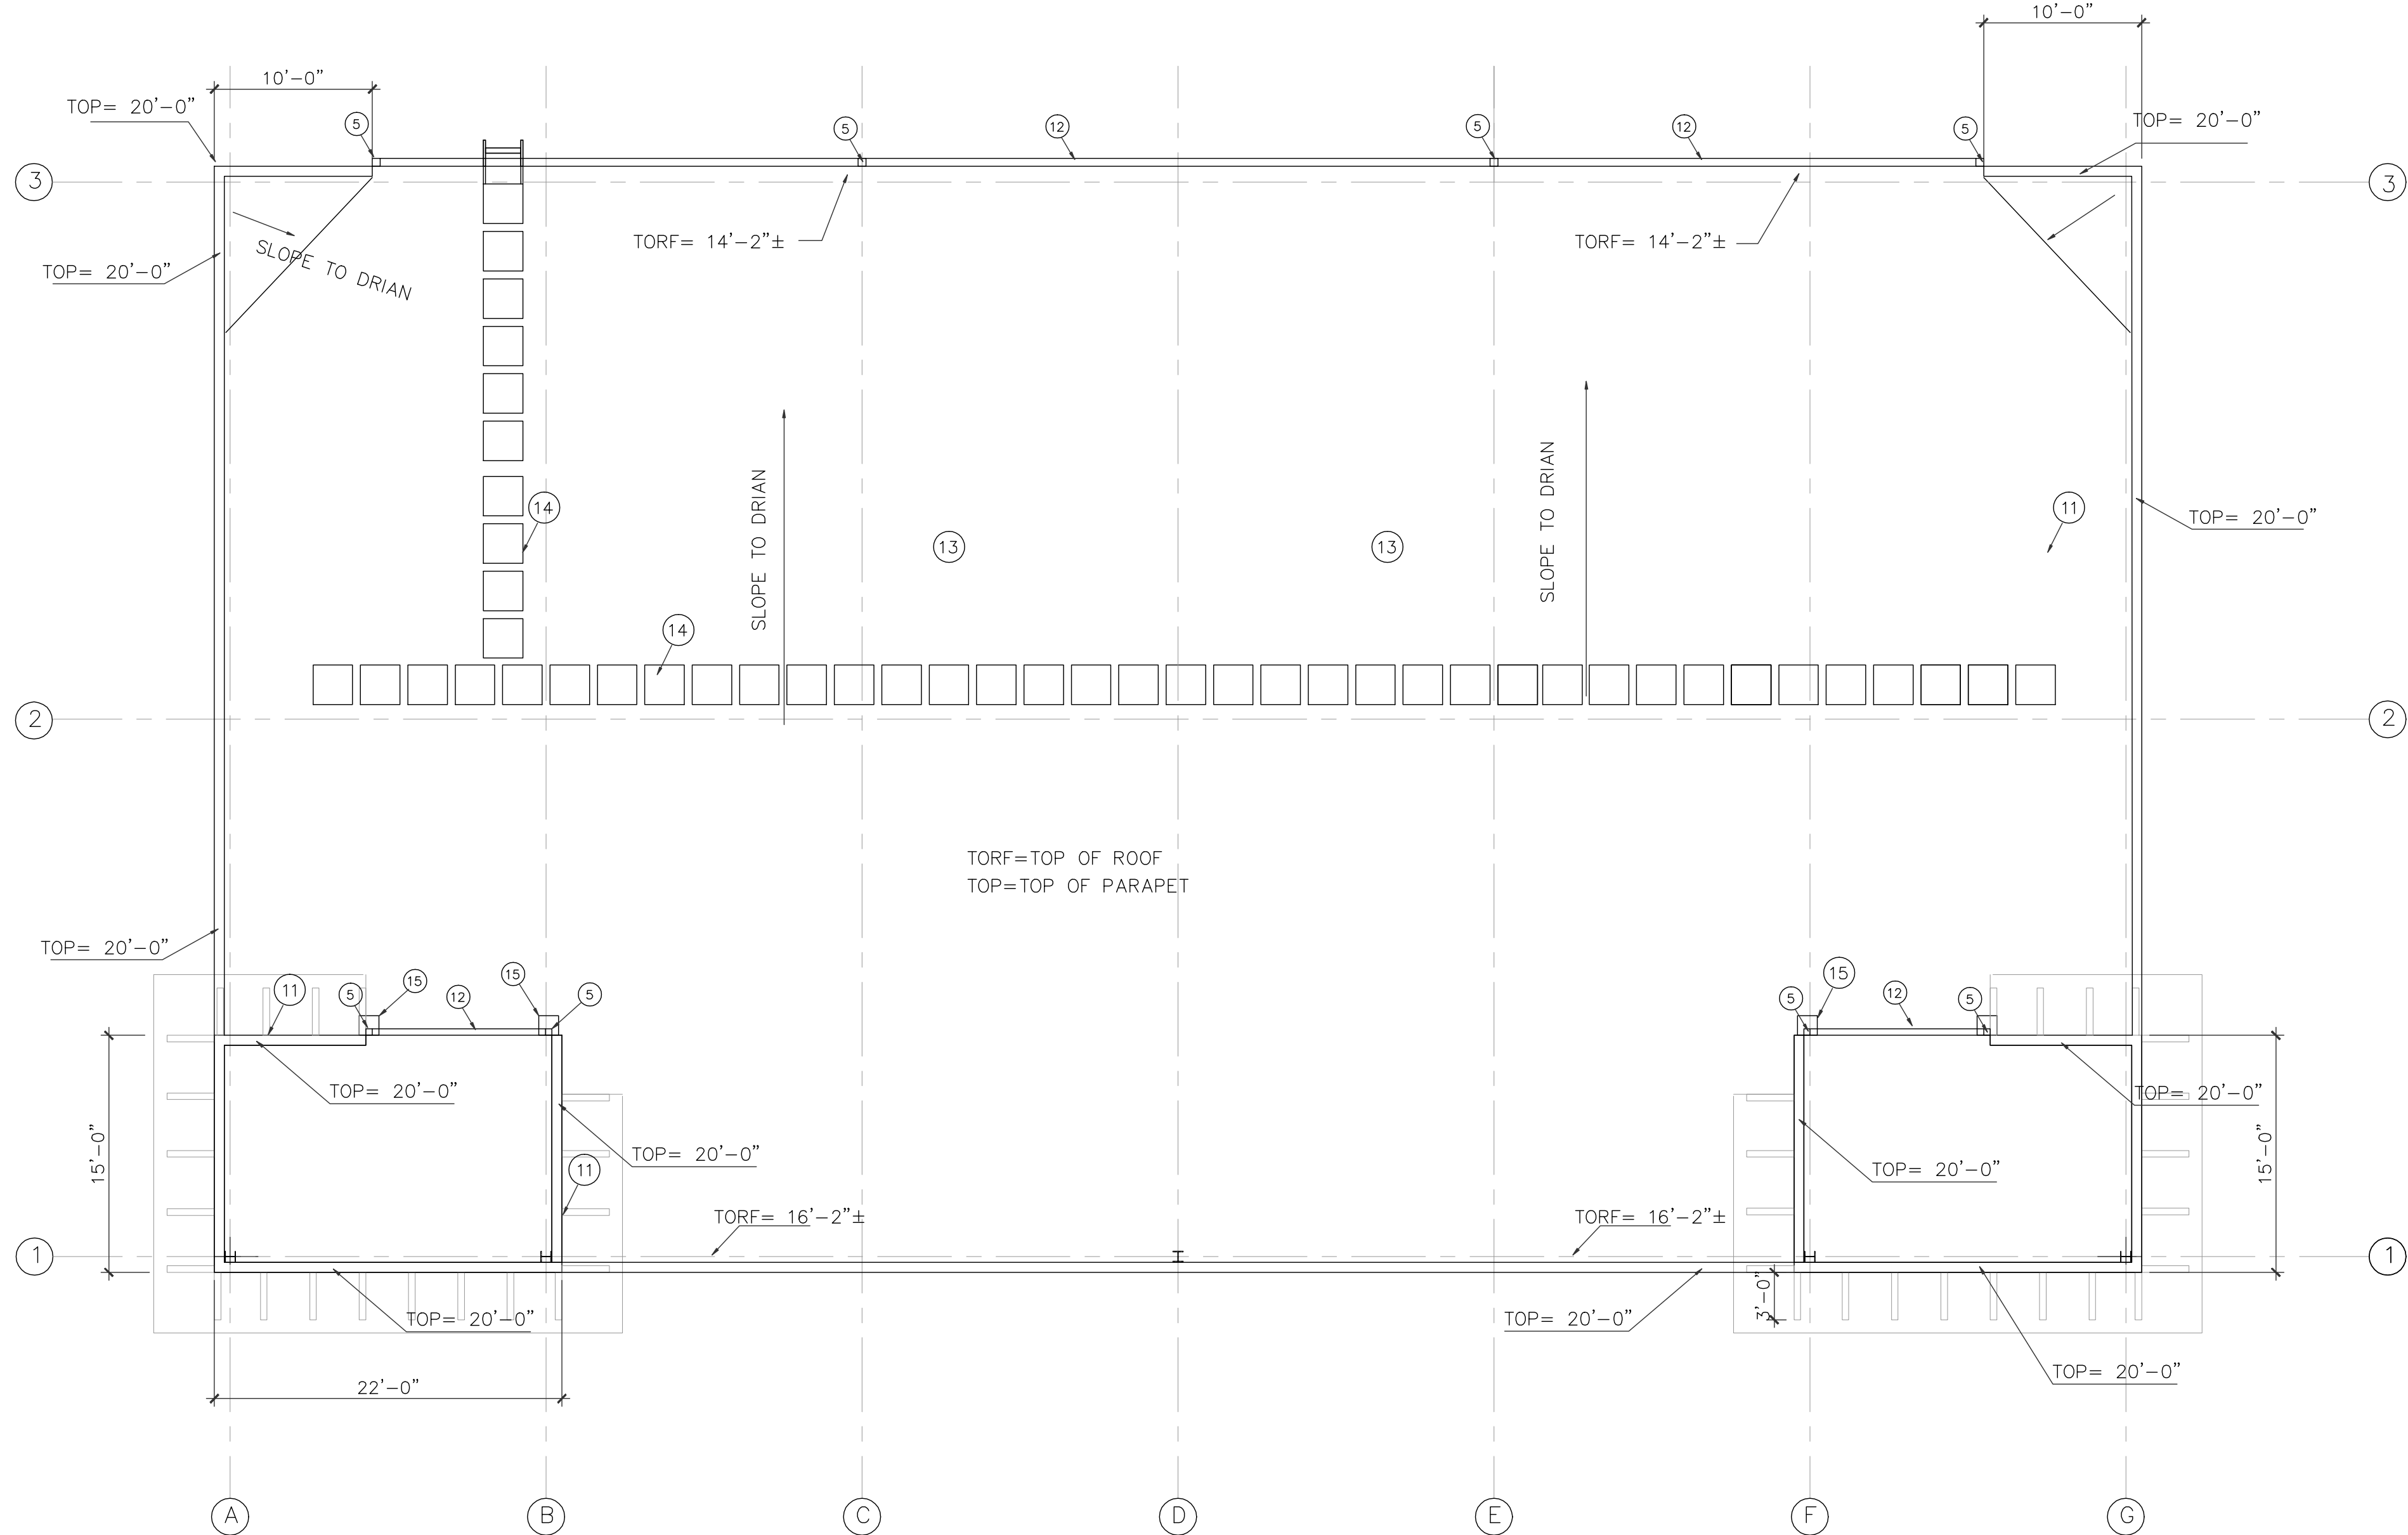 10'-0"
10'-0"
TOP= 20'-0"
TOP= 20'-0"
5
5
12
5
12
5
3
3
TORF= 14'-2"±
TORF= 14'-2"±
SLOPE TO DRIAN
TOP= 20'-0"
14
11
TOP= 20'-0"
SLOPE TO DRIAN
SLOPE TO DRIAN
13
13
14
2
2
TORF=TOP OF ROOF
TOP=TOP OF PARAPET
TOP= 20'-0"
11
5
15
12
15
5
5
15
12
5
TOP= 20'-0"
TOP= 20'-0"
15'-0"
TOP= 20'-0"
11
TOP= 20'-0"
15'-0"
TORF= 16'-2"±
TORF= 16'-2"±
1
1
3'-0"
TOP= 20'-0"
TOP= 20'-0"
TOP= 20'-0"
22'-0"
A
B
C
D
E
F
G